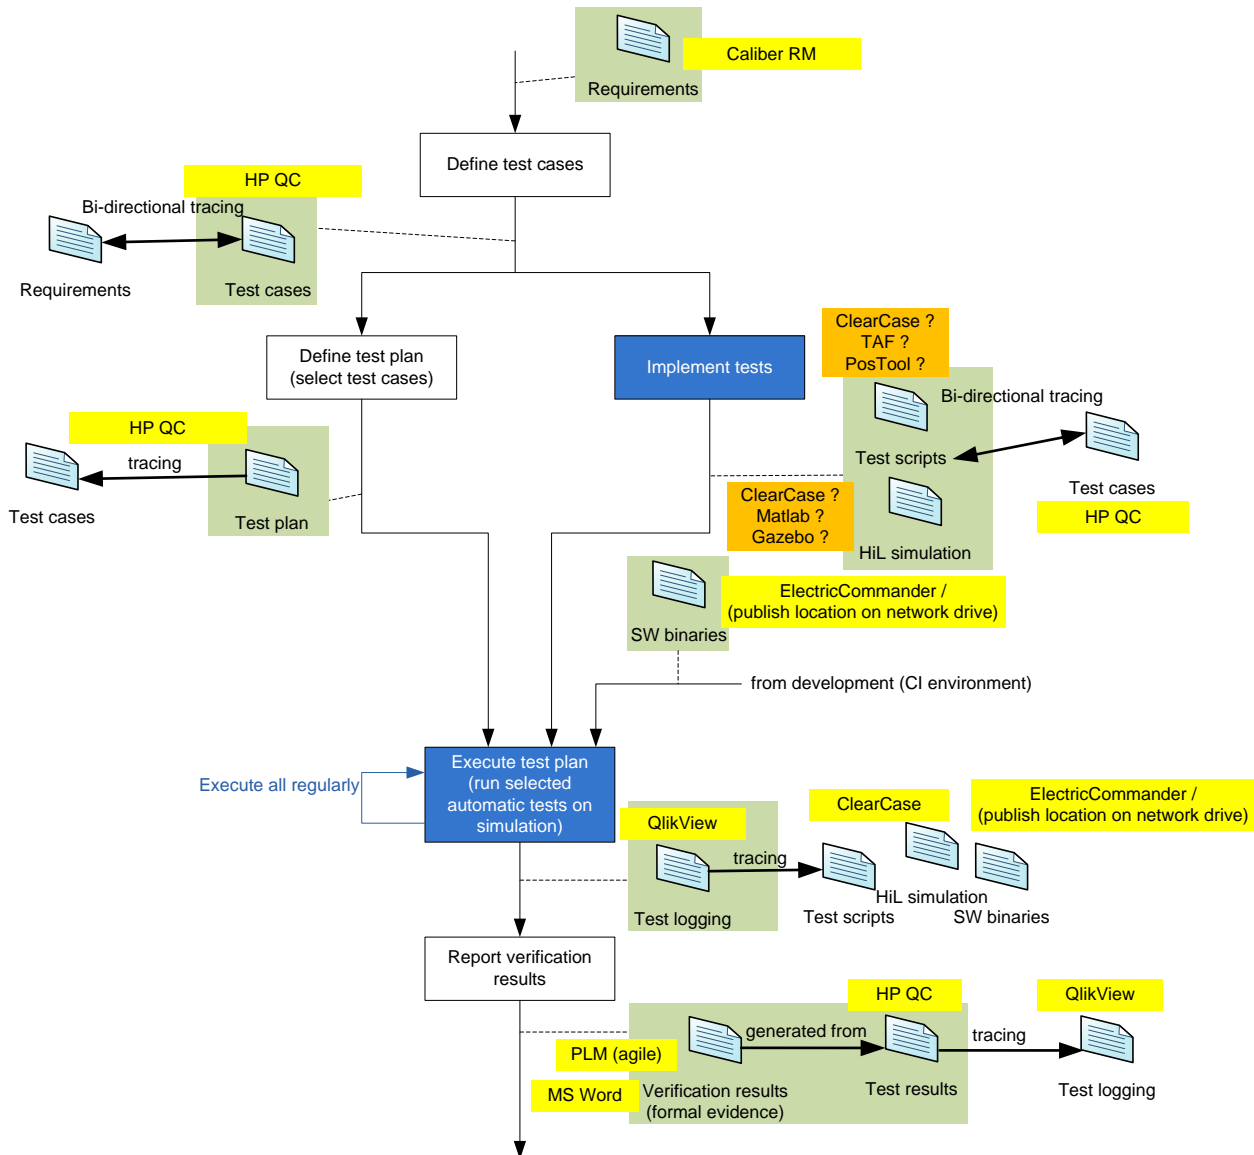 Caliber RM
Requirements
Define test cases
HP QC
Bi-directional tracing
Requirements
Test cases
Define test plan
(select test cases)
Implement tests
ClearCase ?
TAF ?
PosTool ?
Bi-directional tracing
Test scripts
Test cases
HP QC
HP QC
tracing
Test cases
Test plan
ClearCase ?
Matlab ?
Gazebo ?
HiL simulation
ElectricCommander /
(publish location on network drive)
SW binaries
from development (CI environment)
Execute all regularly
Execute test plan
(run selected
automatic tests on
simulation)
QlikView
tracing
Test logging
ClearCase
ElectricCommander /
(publish location on network drive)
HiL simulation
Test scripts
SW binaries
Report verification
results
HP QC
QlikView
generated from
tracing
PLM (agile)
MS Word
Verification results
(formal evidence)
Test results
Test logging